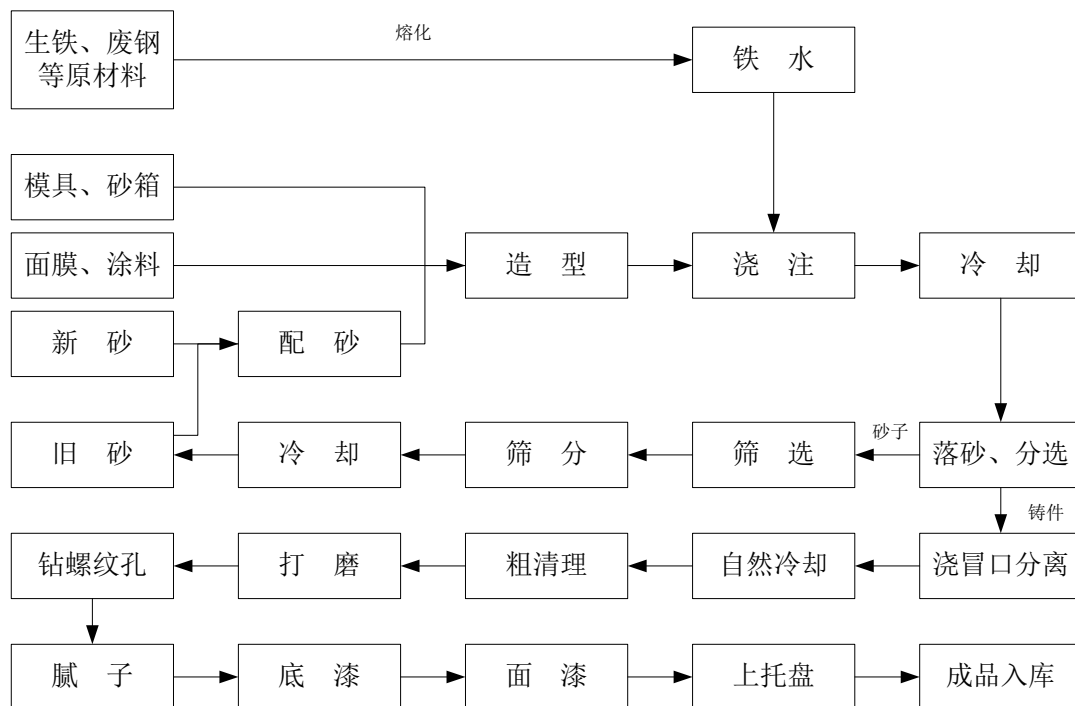 生铁、废钢
等原材料
熔化
铁 水
模具、砂箱
面膜、涂料
造 型
浇 注
冷 却
新 砂
配 砂
旧 砂
冷 却
筛 分
筛 选
砂子
落砂、分选
铸件
钻螺纹孔
打 磨
粗清理
自然冷却
浇冒口分离
腻 子
底 漆
面 漆
上托盘
成品入库